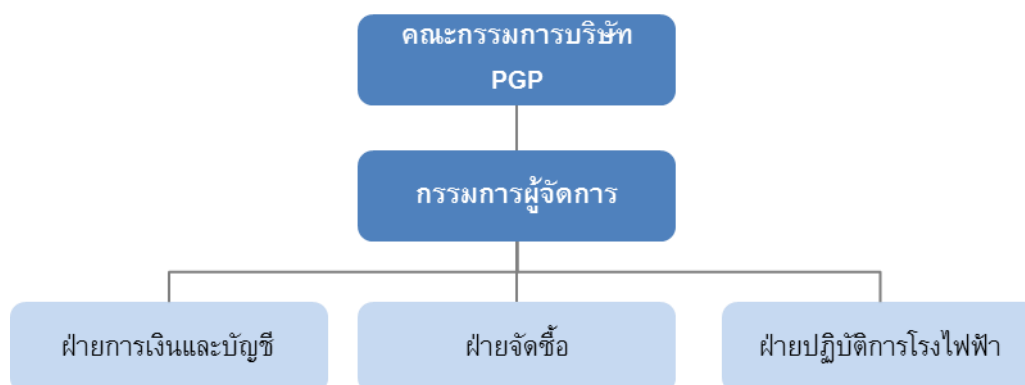 คณะกรรมการบริษัท
PGP
กรรมการผู้จัดการ
ฝ่ายการเงินและบัญชี
ฝ่ายจัดซื้อ
ฝ่ายปฏิบัติการโรงไฟฟ้า